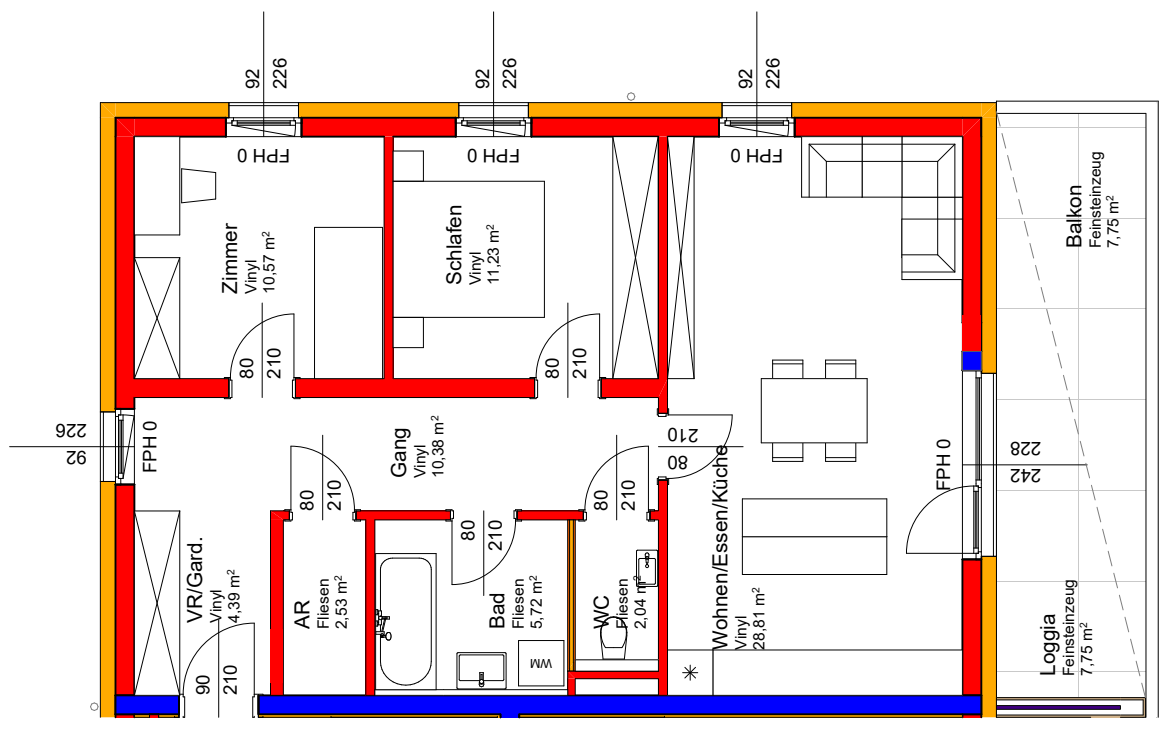 92
226
92
226
92
226
FPH 0
FPH 0
FPH 0
Zimmer
Vinyl
10,57 m²
Schlafen
Vinyl
11,23 m²
Balkon
Feinsteinzeug
7,75 m²
80
210
80
210
226
92
FPH 0
Gang
Vinyl
10,38 m²
210
80
FPH 0
228
242
80
210
80
210
80
210
VR/Gard.
Vinyl
4,39 m²
AR
Fliesen
2,53 m²
Bad
Fliesen
5,72 m²
WC
Fliesen
2,04 m²
Wohnen/Essen/Küche
Vinyl
28,81 m²
Loggia
Feinsteinzeug
7,75 m²
WM
90
210